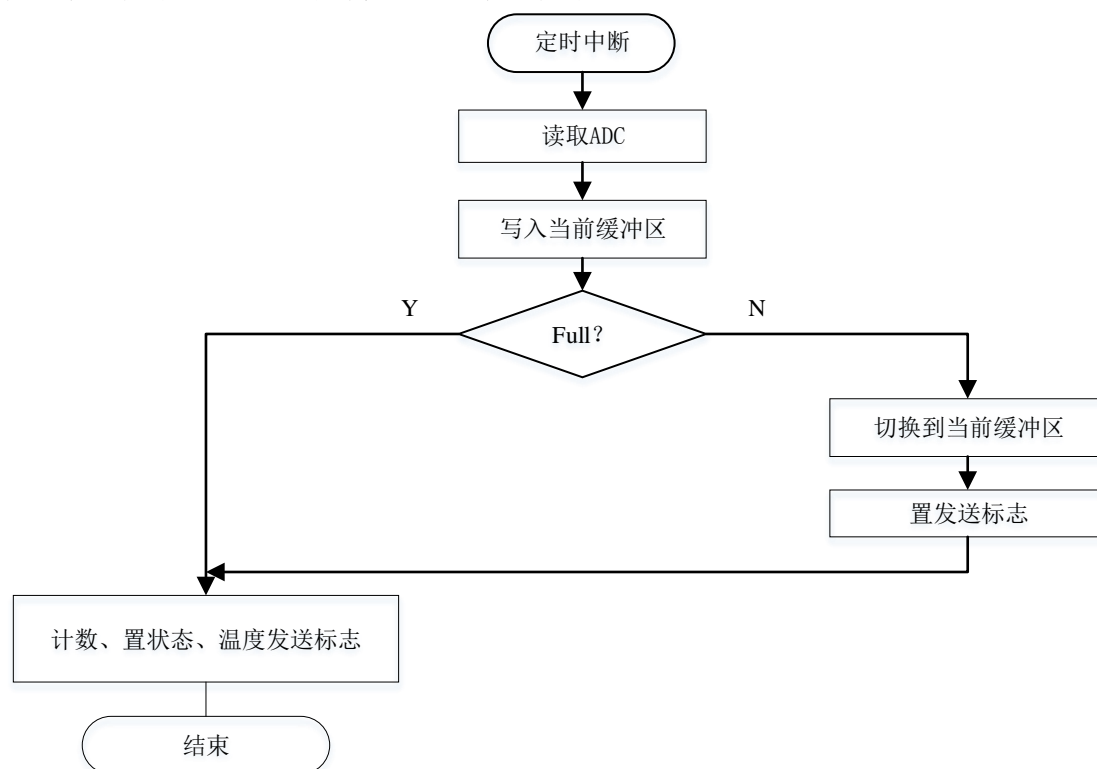 定时中断
读取ADC
写入当前缓冲区
Y
N
Full？
切换到当前缓冲区
置发送标志
计数、置状态、温度发送标志
结束